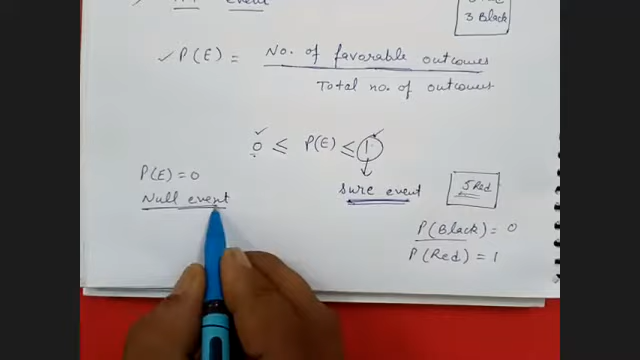 event
3 Black
P(E) = No. of favorable outcomes
Total no. of outcomes
0 ≤ P(E) ≤ 1
P(E) = 0
Null event
sure event
5 Red
P(Black) = 0
P(Red) = 1